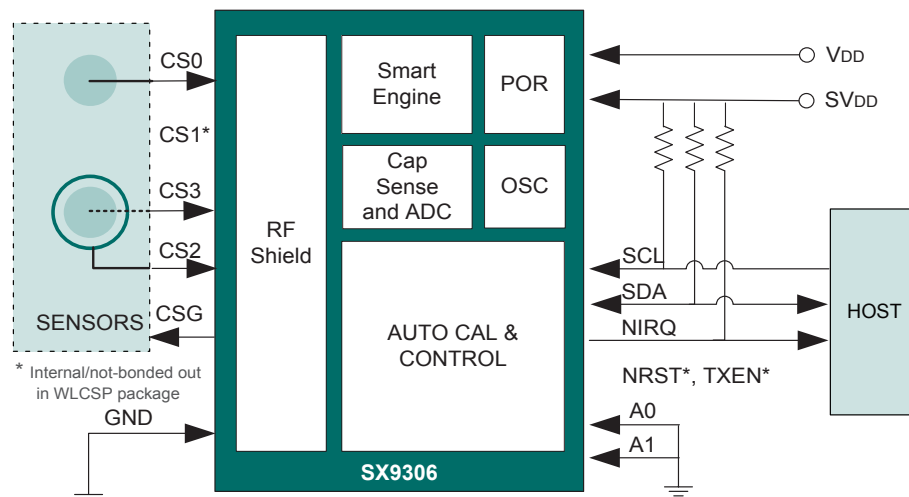 CS0
CS1*
CS3
CS2
SENSORS
CSG
* Internal/not-bonded out
in WLCSP package
GND
RF
Shield
Smart
Engine
POR
Cap
Sense
and ADC
OSC
AUTO CAL &
CONTROL
SX9306
VDD
SVDD
SCL
SDA
NIRQ
NRST*, TXEN*
A0
A1
HOST